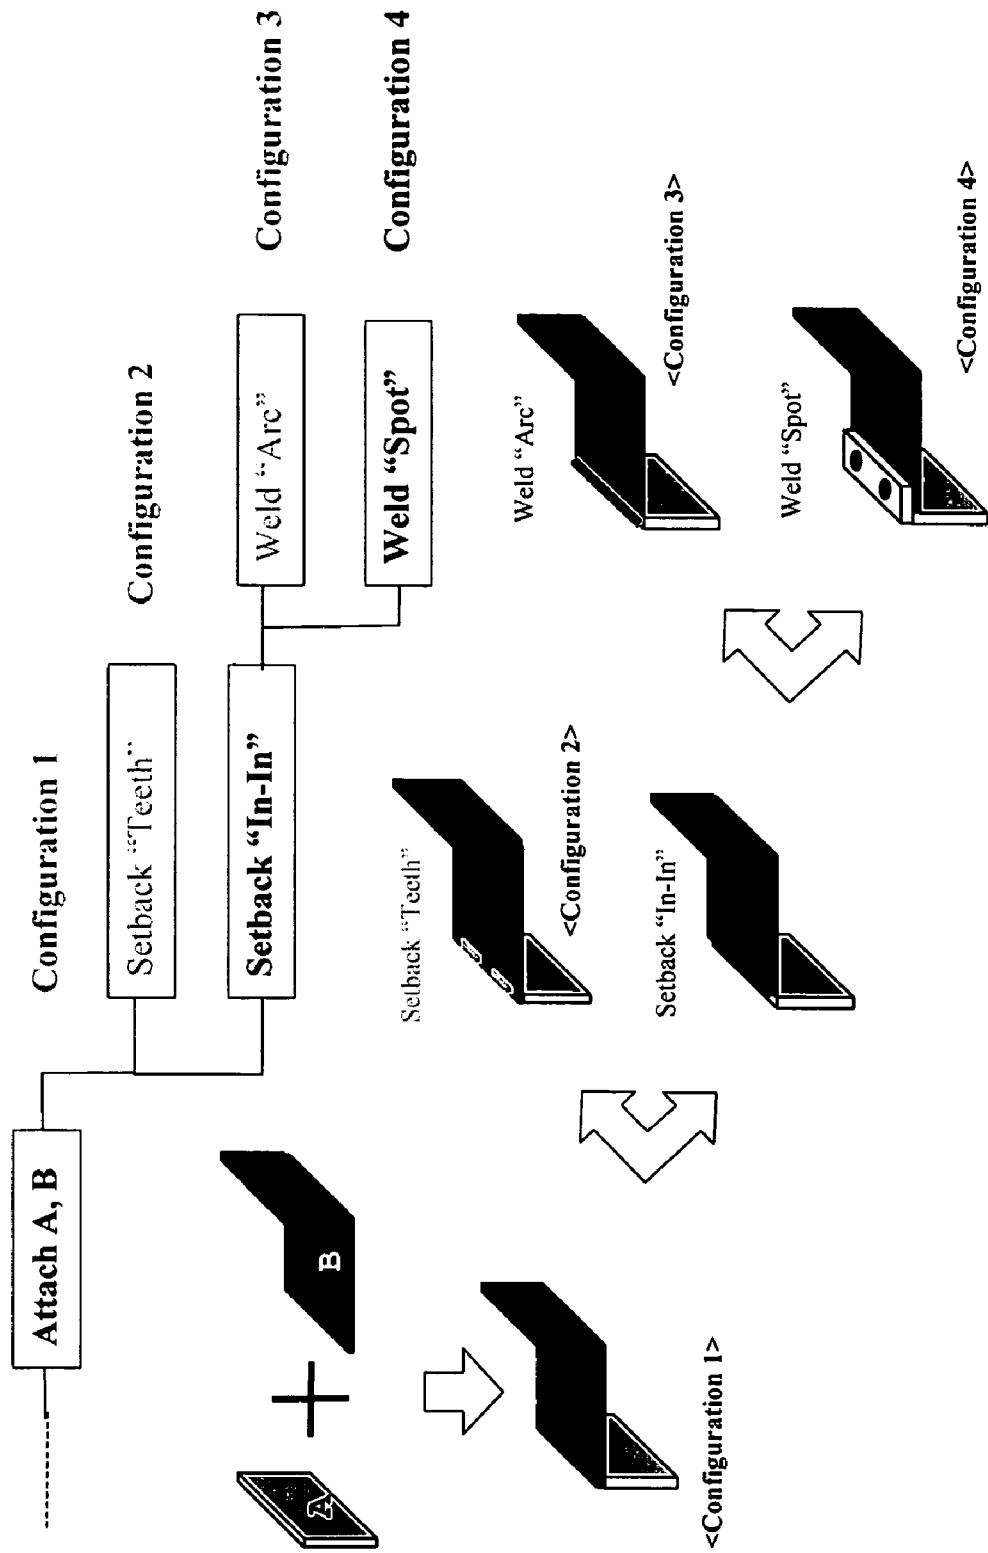 Attach A, B
Configuration 1
Setback “Teeth”
Configuration 2
Setback “In-In”
Weld “Arc”
Configuration 3
Weld “Spot”
Configuration 4
A
B
<Configuration 1>
Setback “Teeth”
<Configuration 2>
Setback “In-In”
Weld “Arc”
<Configuration 3>
Weld “Spot”
<Configuration 4>